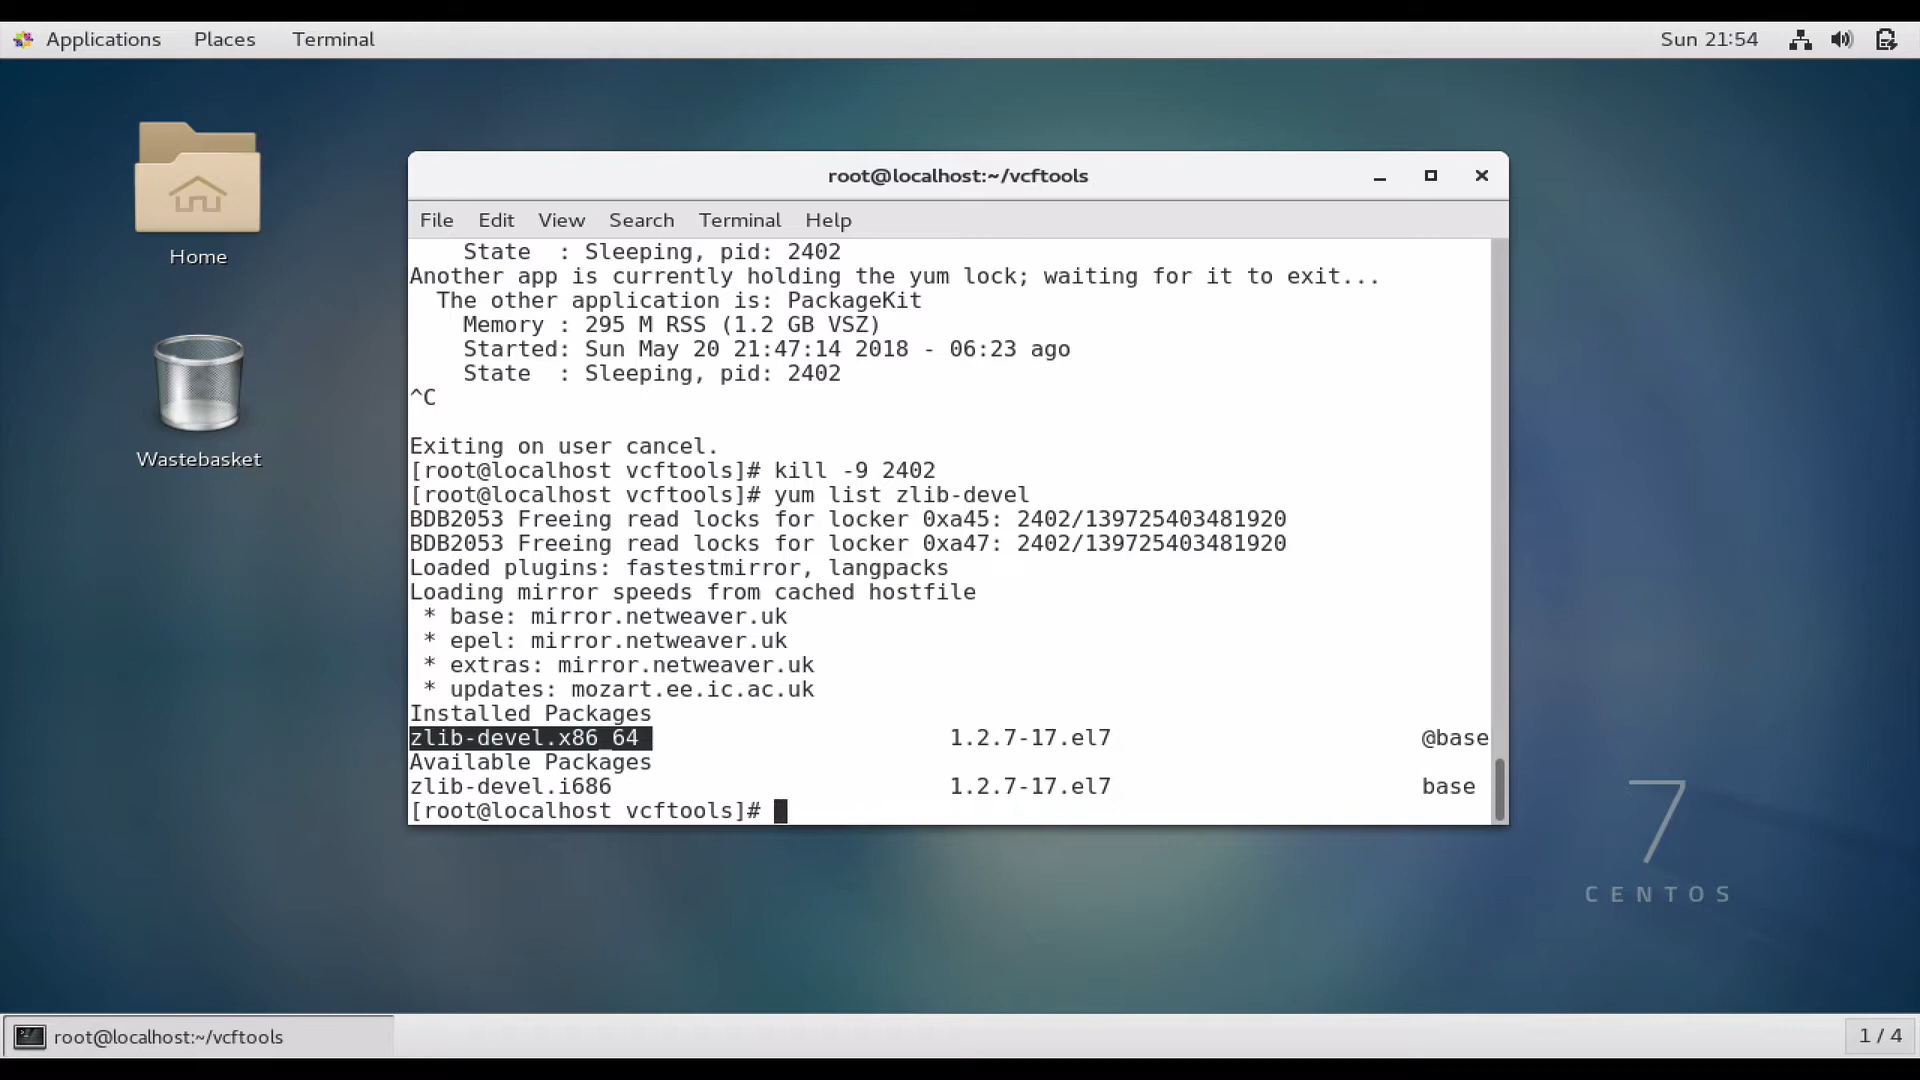 Applications Places Terminal Sun 21:54
Home
Wastebasket
root@localhost:~/vcftools
File Edit View Search Terminal Help
State : Sleeping, pid: 2402
Another app is currently holding the yum lock; waiting for it to exit...
The other application is: PackageKit
Memory : 295 M RSS (1.2 GB VSZ)
Started: Sun May 20 21:47:14 2018 - 06:23 ago
State : Sleeping, pid: 2402
^C
Exiting on user cancel.
[root@localhost vcftools]# kill -9 2402
[root@localhost vcftools]# yum list zlib-devel
BDB2053 Freeing read locks for locker 0xa45: 2402/139725403481920
BDB2053 Freeing read locks for locker 0xa47: 2402/139725403481920
Loaded plugins: fastestmirror, langpacks
Loading mirror speeds from cached hostfile
* base: mirror.netweaver.uk
* epel: mirror.netweaver.uk
* extras: mirror.netweaver.uk
* updates: mozart.ee.ic.ac.uk
Installed Packages
zlib-devel.x86_64 1.2.7-17.el7 @base
Available Packages
zlib-devel.i686 1.2.7-17.el7 base
[root@localhost vcftools]#
7
CENTOS
root@localhost:~/vcftools
1 / 4